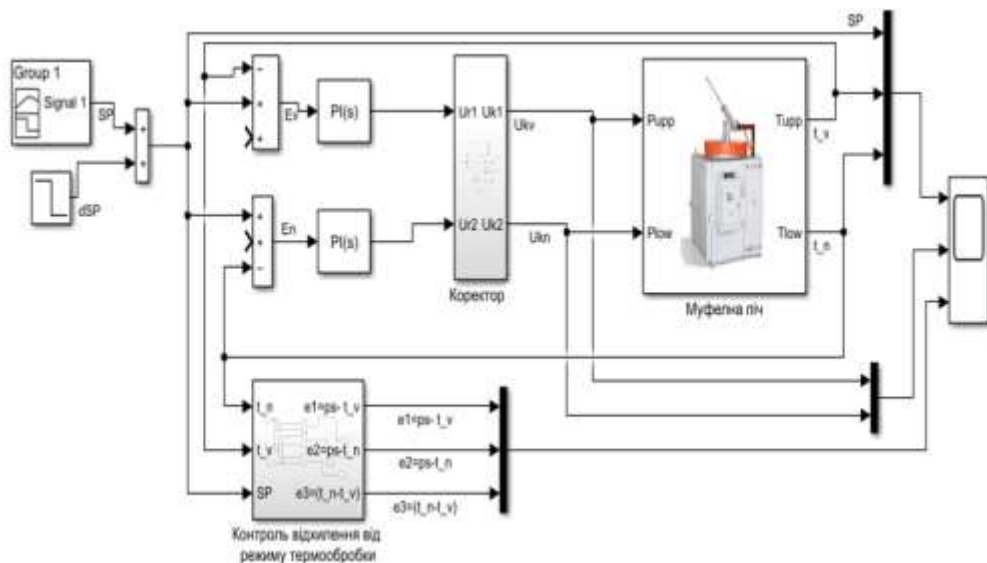 Group 1
Signal 1
SP
dSP
+
+
−
+
+
Ev
PI(s)
+
+
−
En
PI(s)
Ur1 Uk1
Ur2 Uk2
Коректор
Ukv
Ukn
Pupp
Plow
Tupp
t_v
Tlow
t_n
Муфелна піч
SP
t_n
t_v
SP
e1=ps- t_v
e2=ps-t_n
e3=(t_n-t_v)
e1=ps- t_v
e2=ps-t_n
e3=(t_n-t_v)
Контроль відхилення від
режиму термообробки